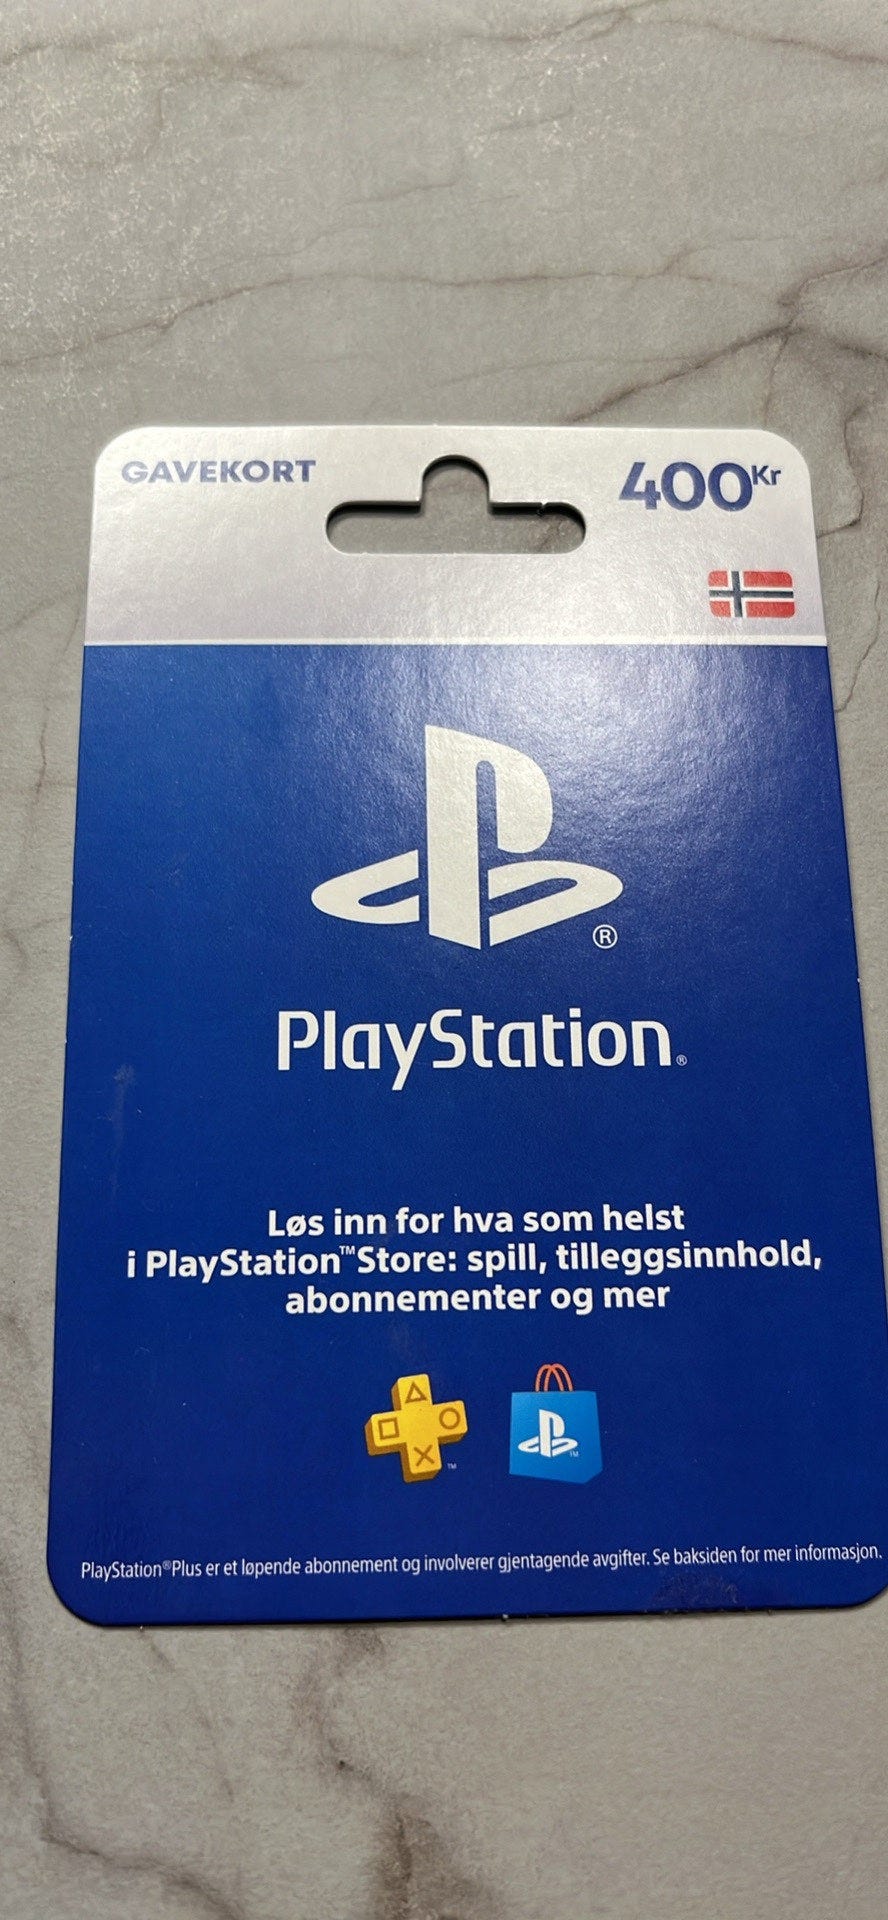 GAVEKORT
400Kr
PlayStation®
Løs inn for hva som helst
i PlayStation™Store: spill, tilleggsinnhold,
abonnementer og mer
PlayStation®Plus er et løpende abonnement og involverer gjentagende avgifter. Se baksiden for mer informasjon.